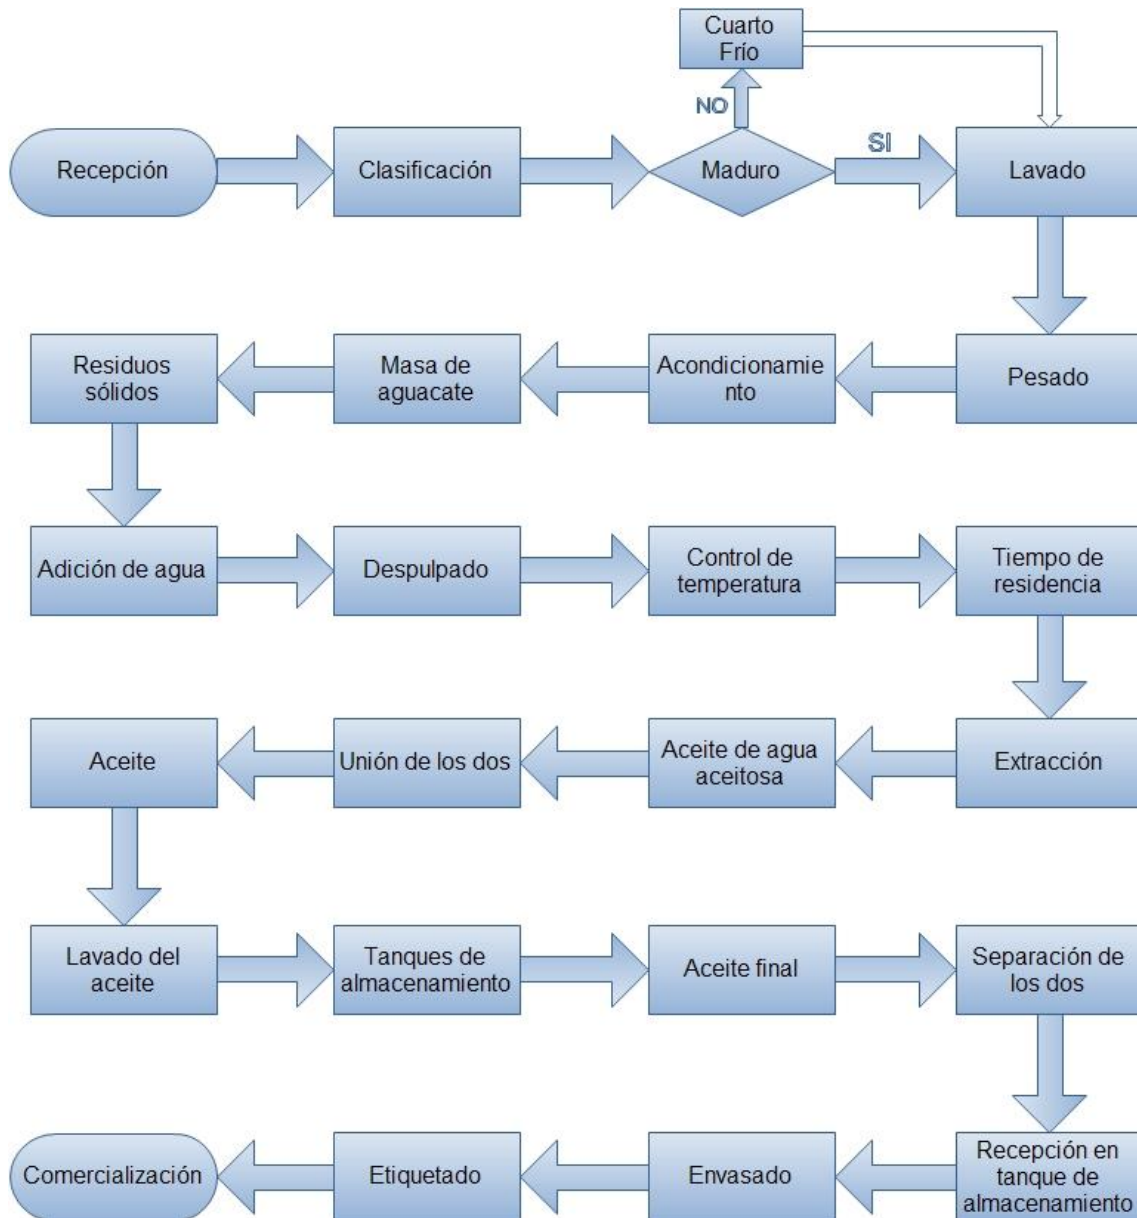 Cuarto
Frío
NO
SI
Recepción
Clasificación
Maduro
Lavado
Residuos
sólidos
Masa de
aguacate
Acondicionamie
nto
Pesado
Adición de agua
Despulpado
Control de
temperatura
Tiempo de
residencia
Aceite
Unión de los dos
Aceite de agua
aceitosa
Extracción
Lavado del
aceite
Tanques de
almacenamiento
Aceite final
Separación de
los dos
Comercialización
Etiquetado
Envasado
Recepción en
tanque de
almacenamiento